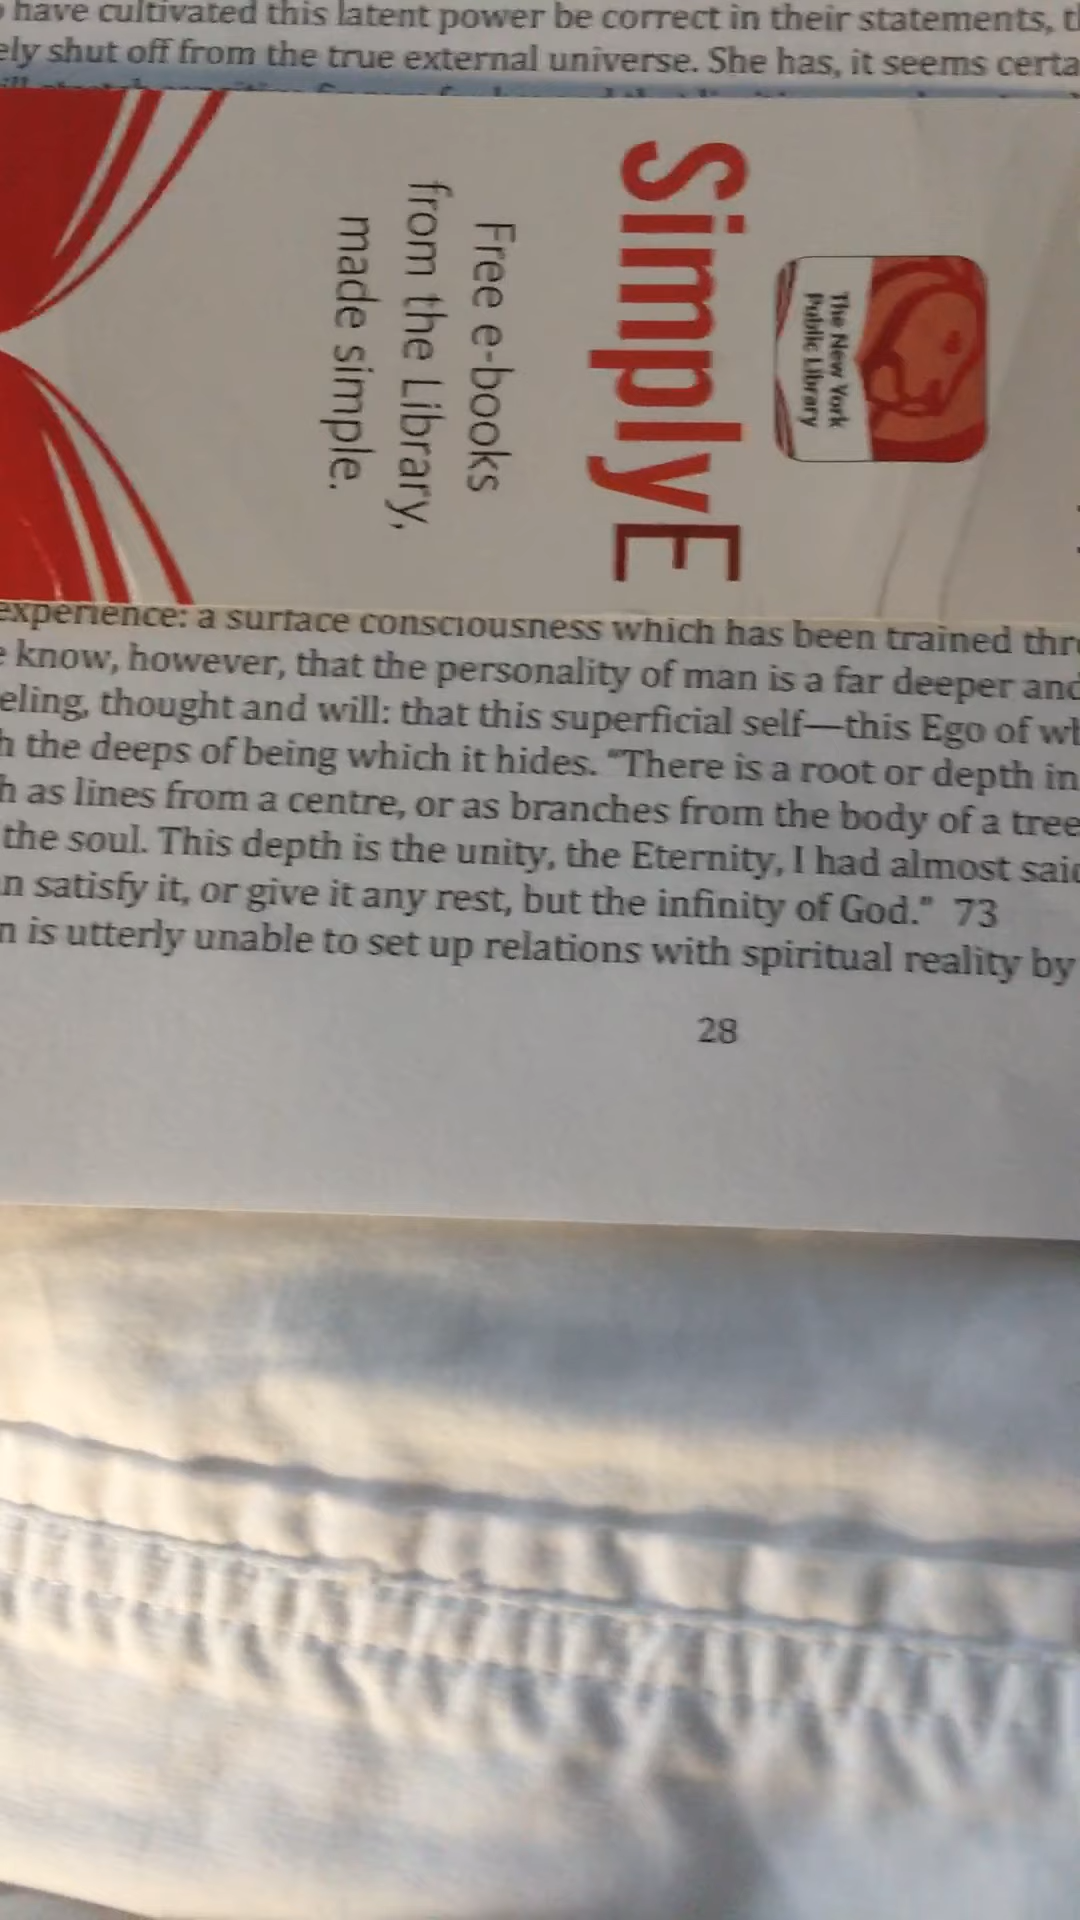 have cultivated this latent power be correct in their statements,
ely shut off from the true external universe. She has, it seems certa
Simply E
The New York
Public Library
Free e-books
from the Library,
made simple.
experience: a surface consciousness which has been trained thr
know, however, that the personality of man is a far deeper and
eling, thought and will: that this superficial self—this Ego of wh
h the deeps of being which it hides. “There is a root or depth in
h as lines from a centre, or as branches from the body of a tree
the soul. This depth is the unity, the Eternity, I had almost said
n satisfy it, or give it any rest, but the infinity of God.” 73
n is utterly unable to set up relations with spiritual reality by
28